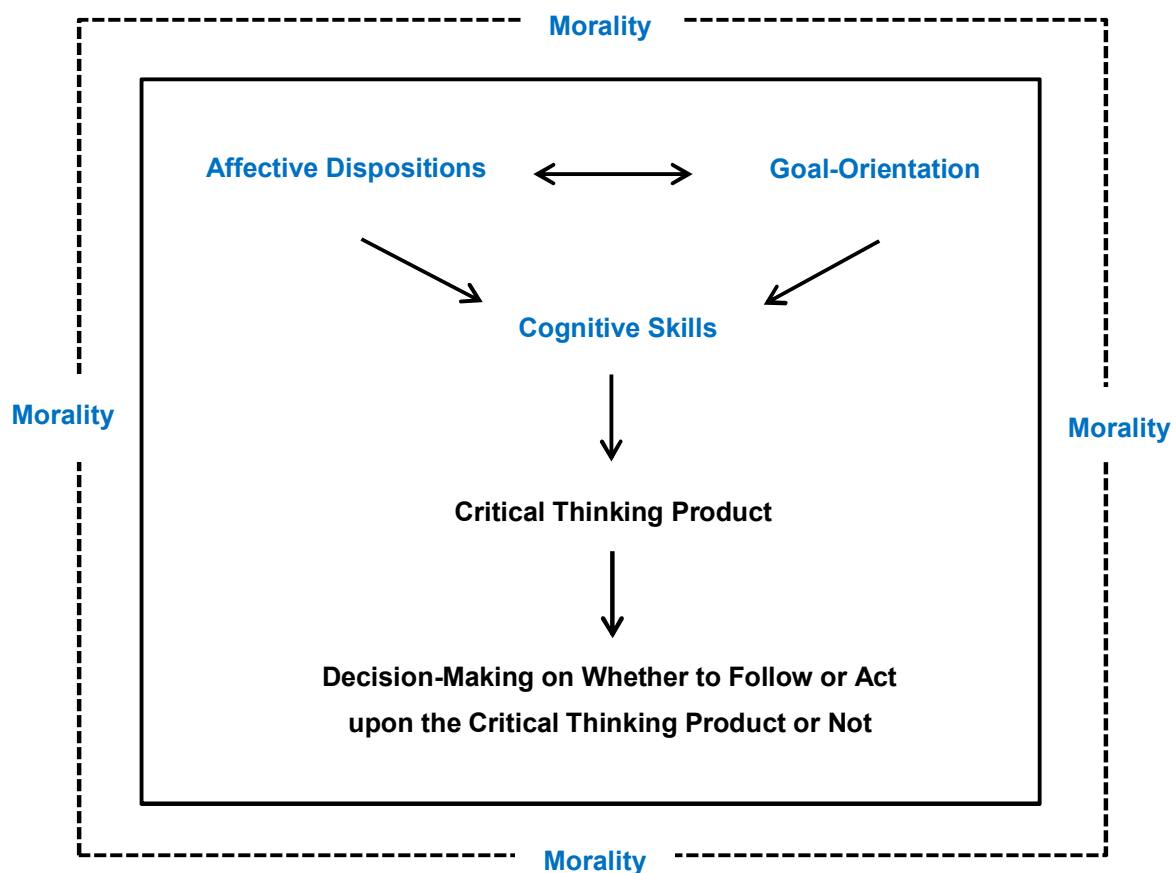 Morality
Affective Dispositions
Goal-Orientation
Cognitive Skills
Morality
Morality
Critical Thinking Product
Decision-Making on Whether to Follow or Act
upon the Critical Thinking Product or Not
Morality